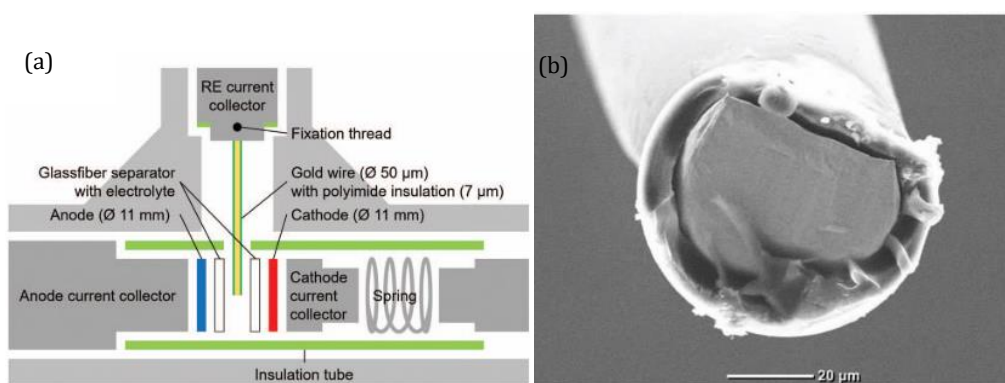 (a)
RE current
collector
Fixation thread
Glassfiber separator
with electrolyte
Gold wire (Ø 50 µm)
with polyimide insulation (7 µm)
Anode (Ø 11 mm)
Cathode (Ø 11 mm)
Anode current collector
Cathode
current
collector
Spring
Insulation tube
(b)
20 µm